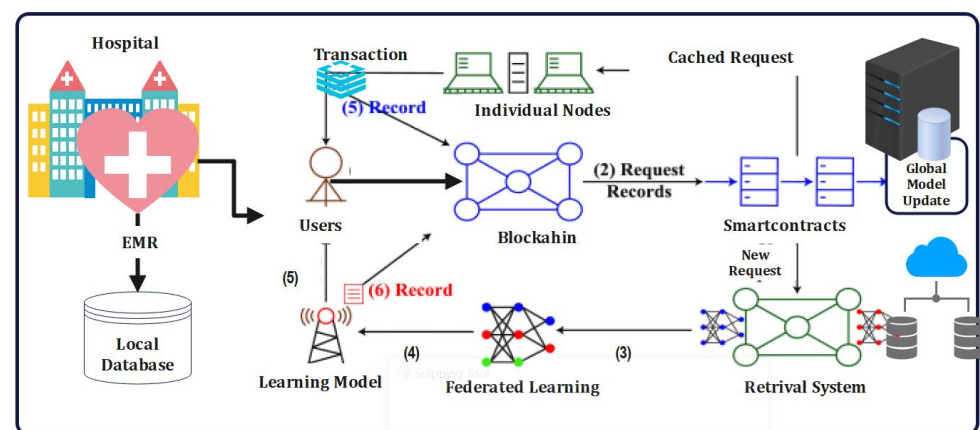 Hospital
Transaction
Cached Request
(5) Record
Individual Nodes
Global
Model
Update
(2) Request
Records
Users
Blockahin
Smartcontracts
EMR
New
Request
(5)
(6) Record
Local
Database
(4)
(3)
Learning Model
Snipping Tool
Federated Learning
Retrival System